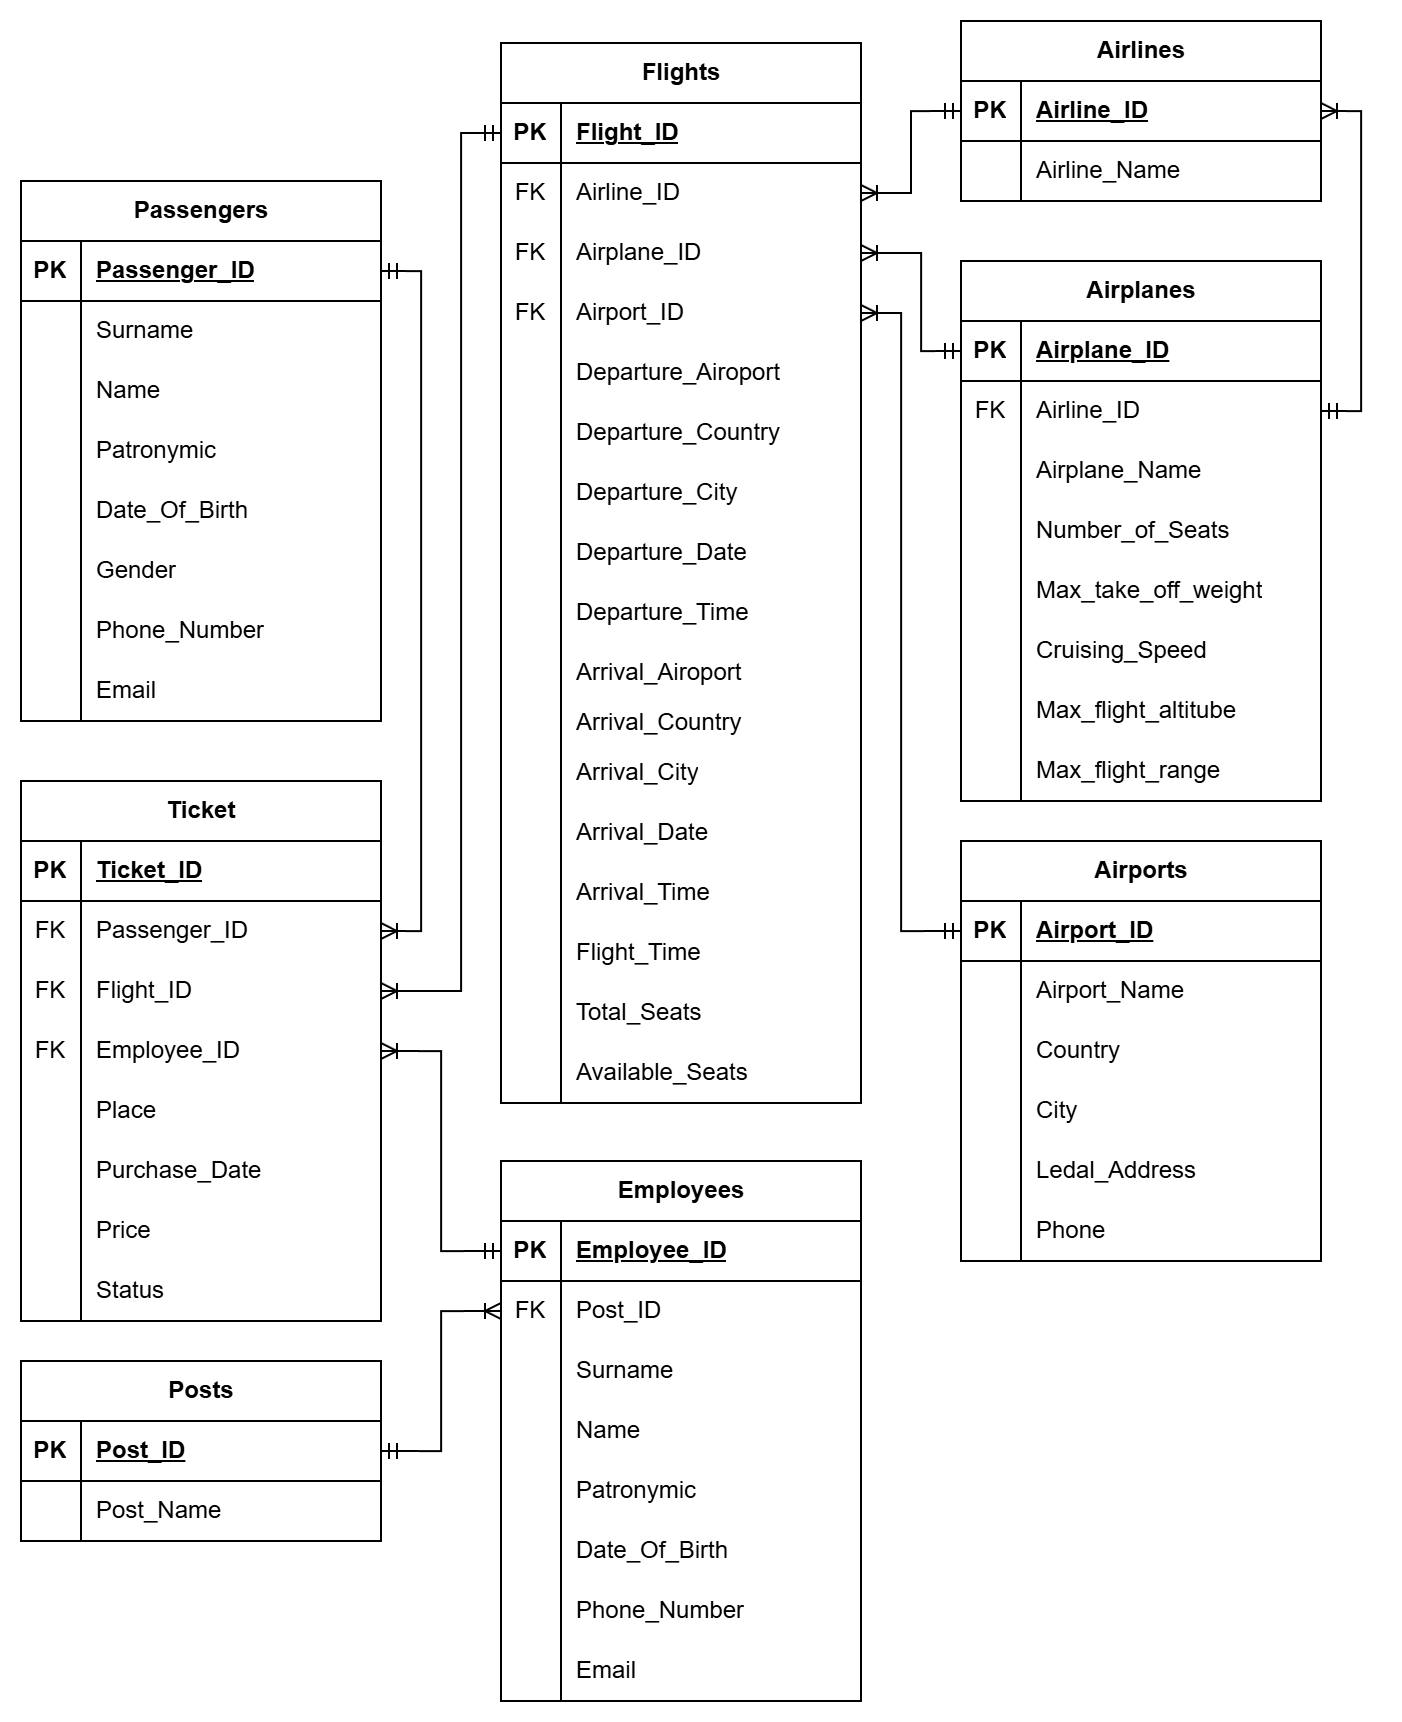 Passengers
PK Passenger_ID
Surname
Name
Patronymic
Date_Of_Birth
Gender
Phone_Number
Email
Ticket
PK Ticket_ID
FK Passenger_ID
FK Flight_ID
FK Employee_ID
Place
Purchase_Date
Price
Status
Posts
PK Post_ID
Post_Name
Flights
PK Flight_ID
FK Airline_ID
FK Airplane_ID
FK Airport_ID
Departure_Airoport
Departure_Country
Departure_City
Departure_Date
Departure_Time
Arrival_Airoport
Arrival_Country
Arrival_City
Arrival_Date
Arrival_Time
Flight_Time
Total_Seats
Available_Seats
Employees
PK Employee_ID
FK Post_ID
Surname
Name
Patronymic
Date_Of_Birth
Phone_Number
Email
Airlines
PK Airline_ID
Airline_Name
Airplanes
PK Airplane_ID
FK Airline_ID
Airplane_Name
Number_of_Seats
Max_take_off_weight
Cruising_Speed
Max_flight_altitube
Max_flight_range
Airports
PK Airport_ID
Airport_Name
Country
City
Ledal_Address
Phone